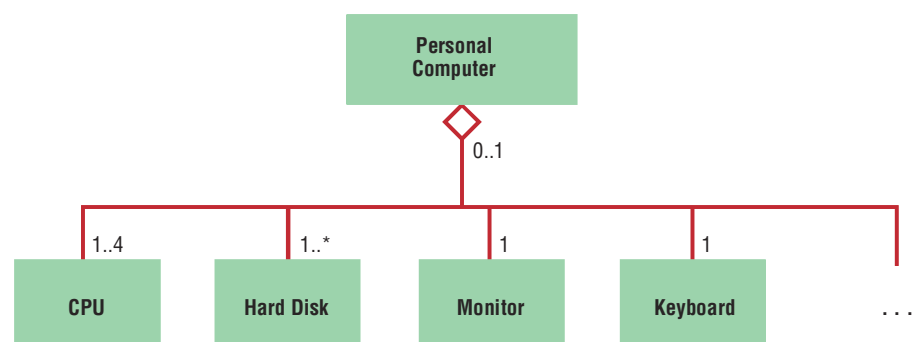 Personal
Computer
0..1
1..4
1..*
1
1
CPU
Hard Disk
Monitor
Keyboard
. . .